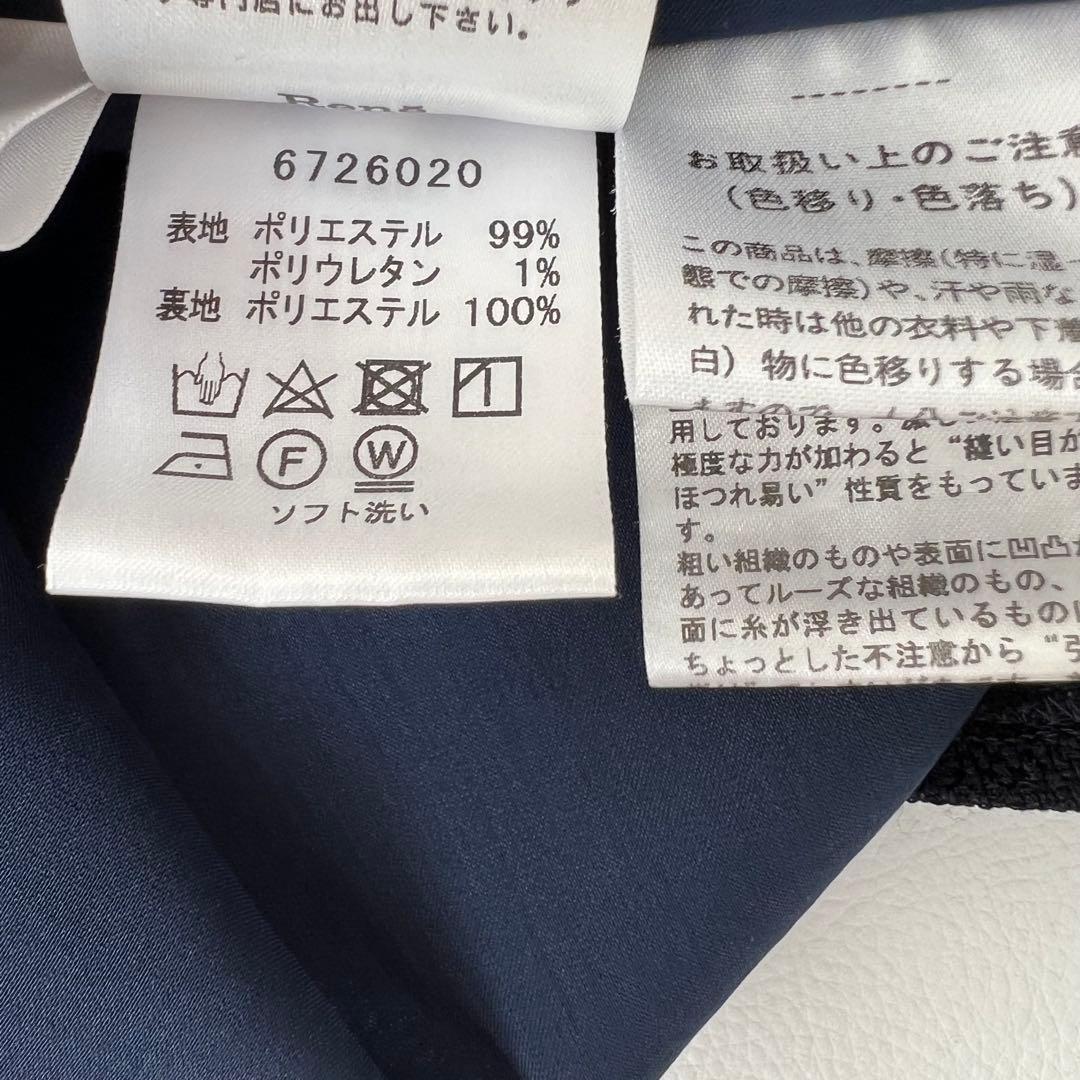 専門店にお出し下さい。
René
6726020
表地 ポリエステル 99%
ポリウレタン 1%
裏地 ポリエステル 100%
F
W
ソフト洗い
お取扱い上のご注意
(色移り・色落ち)
この商品は、摩擦(特に湿
態での摩擦)や、汗や雨な
れた時は他の衣料や下着
白)物に色移りする場合
用しております。
極度な力が加わると“縫い目が
ほつれ易い”性質をもっていま
す。
粗い組織のものや表面に凹凸が
あってルーズな組織のもの、
面に糸が浮き出ているものは
ちょっとした不注意から“引